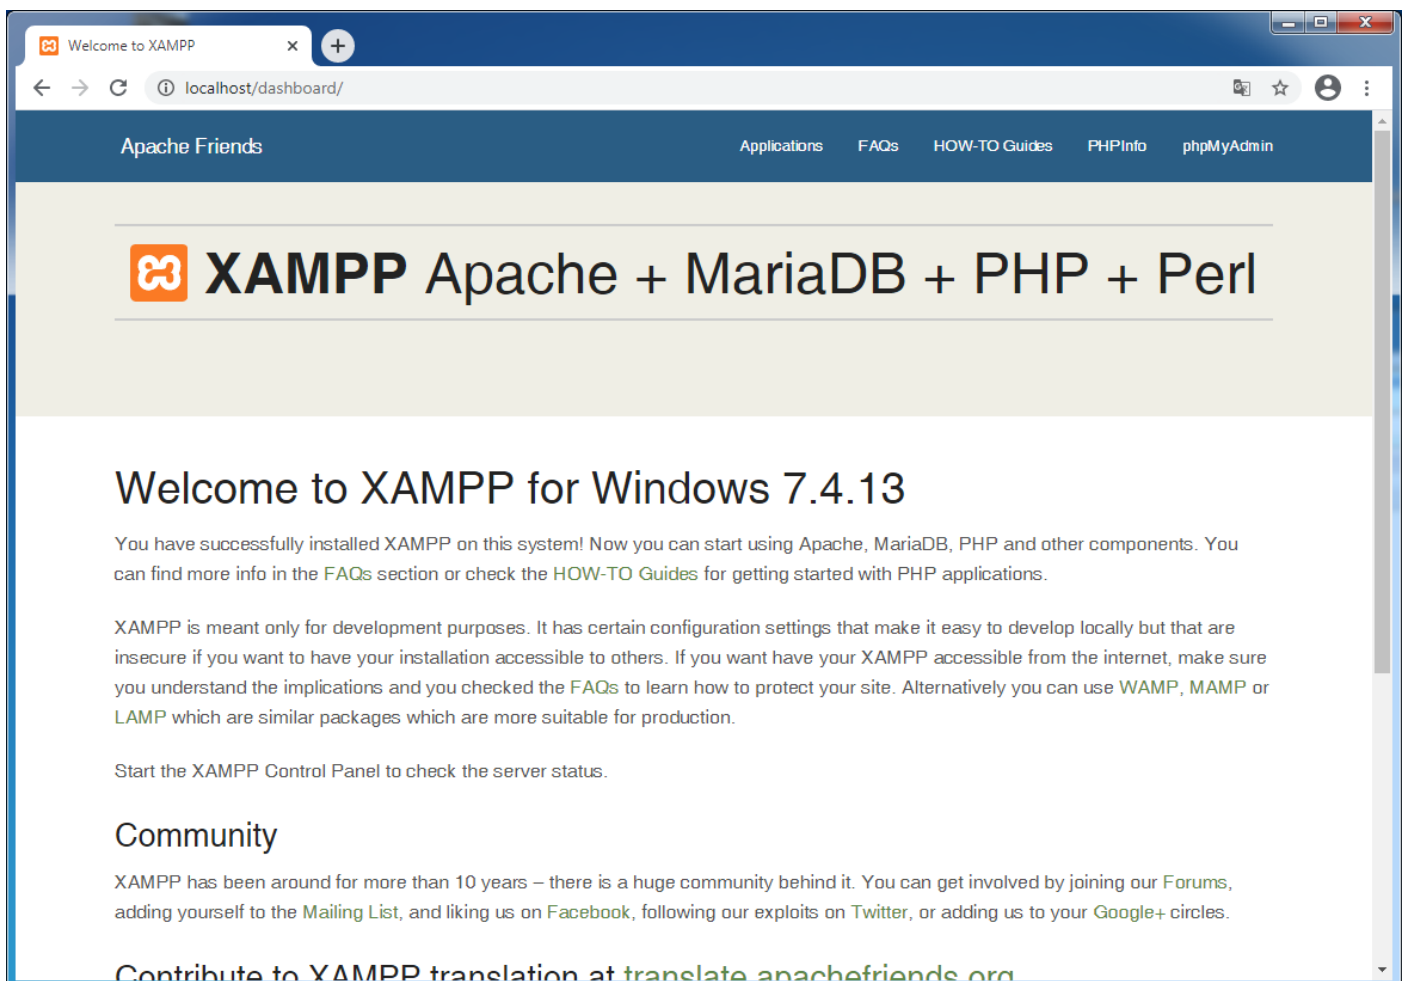 Welcome to XAMPP
localhost/dashboard/
Apache Friends
Applications FAQs HOW-TO Guides PHPInfo phpMyAdmin
XAMPP Apache + MariaDB + PHP + Perl
Welcome to XAMPP for Windows 7.4.13
You have successfully installed XAMPP on this system! Now you can start using Apache, MariaDB, PHP and other components. You
can find more info in the FAQs section or check the HOW-TO Guides for getting started with PHP applications.
XAMPP is meant only for development purposes. It has certain configuration settings that make it easy to develop locally but that are
insecure if you want to have your installation accessible to others. If you want have your XAMPP accessible from the internet, make sure
you understand the implications and you checked the FAQs to learn how to protect your site. Alternatively you can use WAMP, MAMP or
LAMP which are similar packages which are more suitable for production.
Start the XAMPP Control Panel to check the server status.
Community
XAMPP has been around for more than 10 years – there is a huge community behind it. You can get involved by joining our Forums,
adding yourself to the Mailing List, and liking us on Facebook, following our exploits on Twitter, or adding us to your Google+ circles.
Contribute to XAMPP translation at translate.apachefriends.org